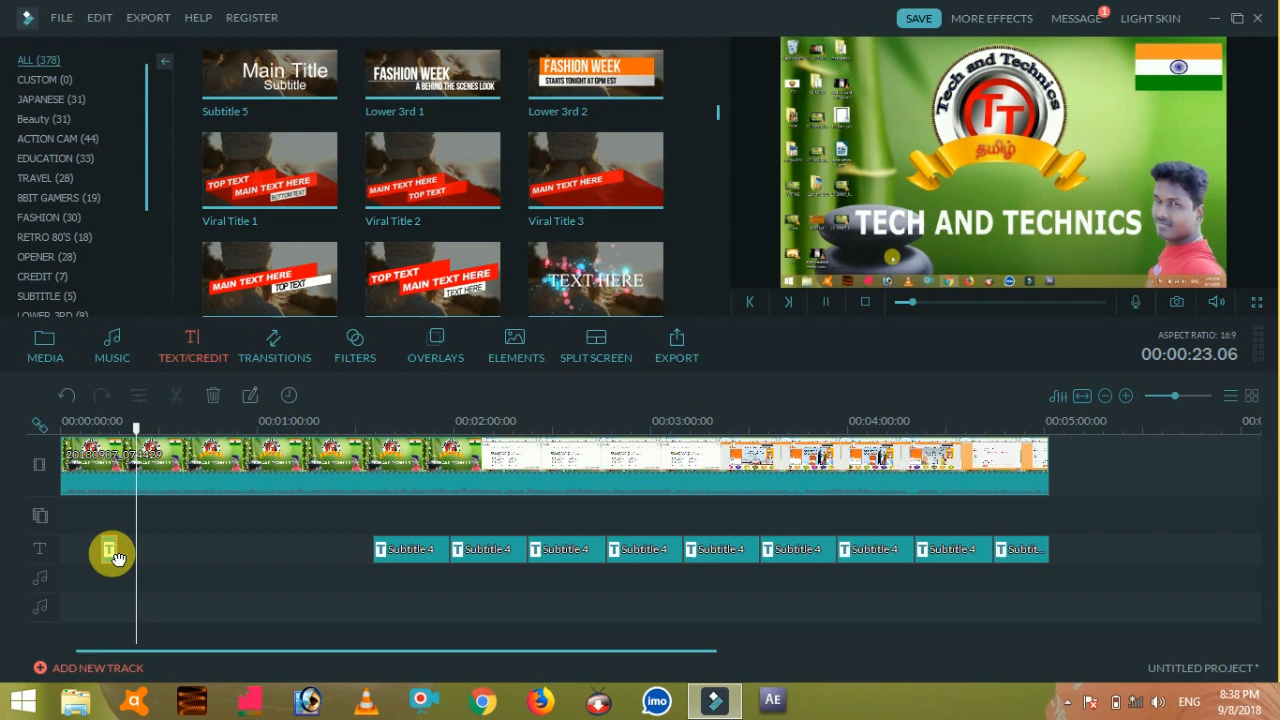 FILE EDIT EXPORT HELP REGISTER
SAVE MORE EFFECTS MESSAGE 1 LIGHT SKIN
ALL (378)
CUSTOM (0)
JAPANESE (31)
Beauty (31)
ACTION CAM (44)
EDUCATION (33)
TRAVEL (28)
8BIT GAMERS (19)
FASHION (30)
RETRO 80'S (18)
OPENER (28)
CREDIT (7)
SUBTITLE (5)
LOWER 3RD (8)
Main Title
Subtitle
FASHION WEEK
A BEHIND THE SCENES LOOK
FASHION WEEK
STARTS TONIGHT AT 6PM EST
Subtitle 5
Lower 3rd 1
Lower 3rd 2
TOP TEXT
MAIN TEXT HERE
BOTTOM TEXT
MAIN TEXT HERE
TOP TEXT
MAIN TEXT HERE
Viral Title 1
Viral Title 2
Viral Title 3
MAIN TEXT HERE
TOP TEXT
TOP TEXT
MAIN TEXT HERE
TEXT HERE
TEXT HERE
Tech and Technics
TT
தமிழ்
TECH AND TECHNICS
MEDIA MUSIC TEXT/CREDIT TRANSITIONS FILTERS OVERLAYS ELEMENTS SPLIT SCREEN EXPORT
ASPECT RATIO: 16:9
00:00:23.06
00:00:00:00 00:01:00:00 00:02:00:00 00:03:00:00 00:04:00:00 00:05:00:00
T Subtitle 4 T Subtitle 4 T Subtitle 4 T Subtitle 4 T Subtitle 4 T Subtitle 4 T Subtitle 4 T Subtitle 4 T Subtit...
ADD NEW TRACK
UNTITLED PROJECT *
imo
AE
ENG
8:38 PM
9/8/2018